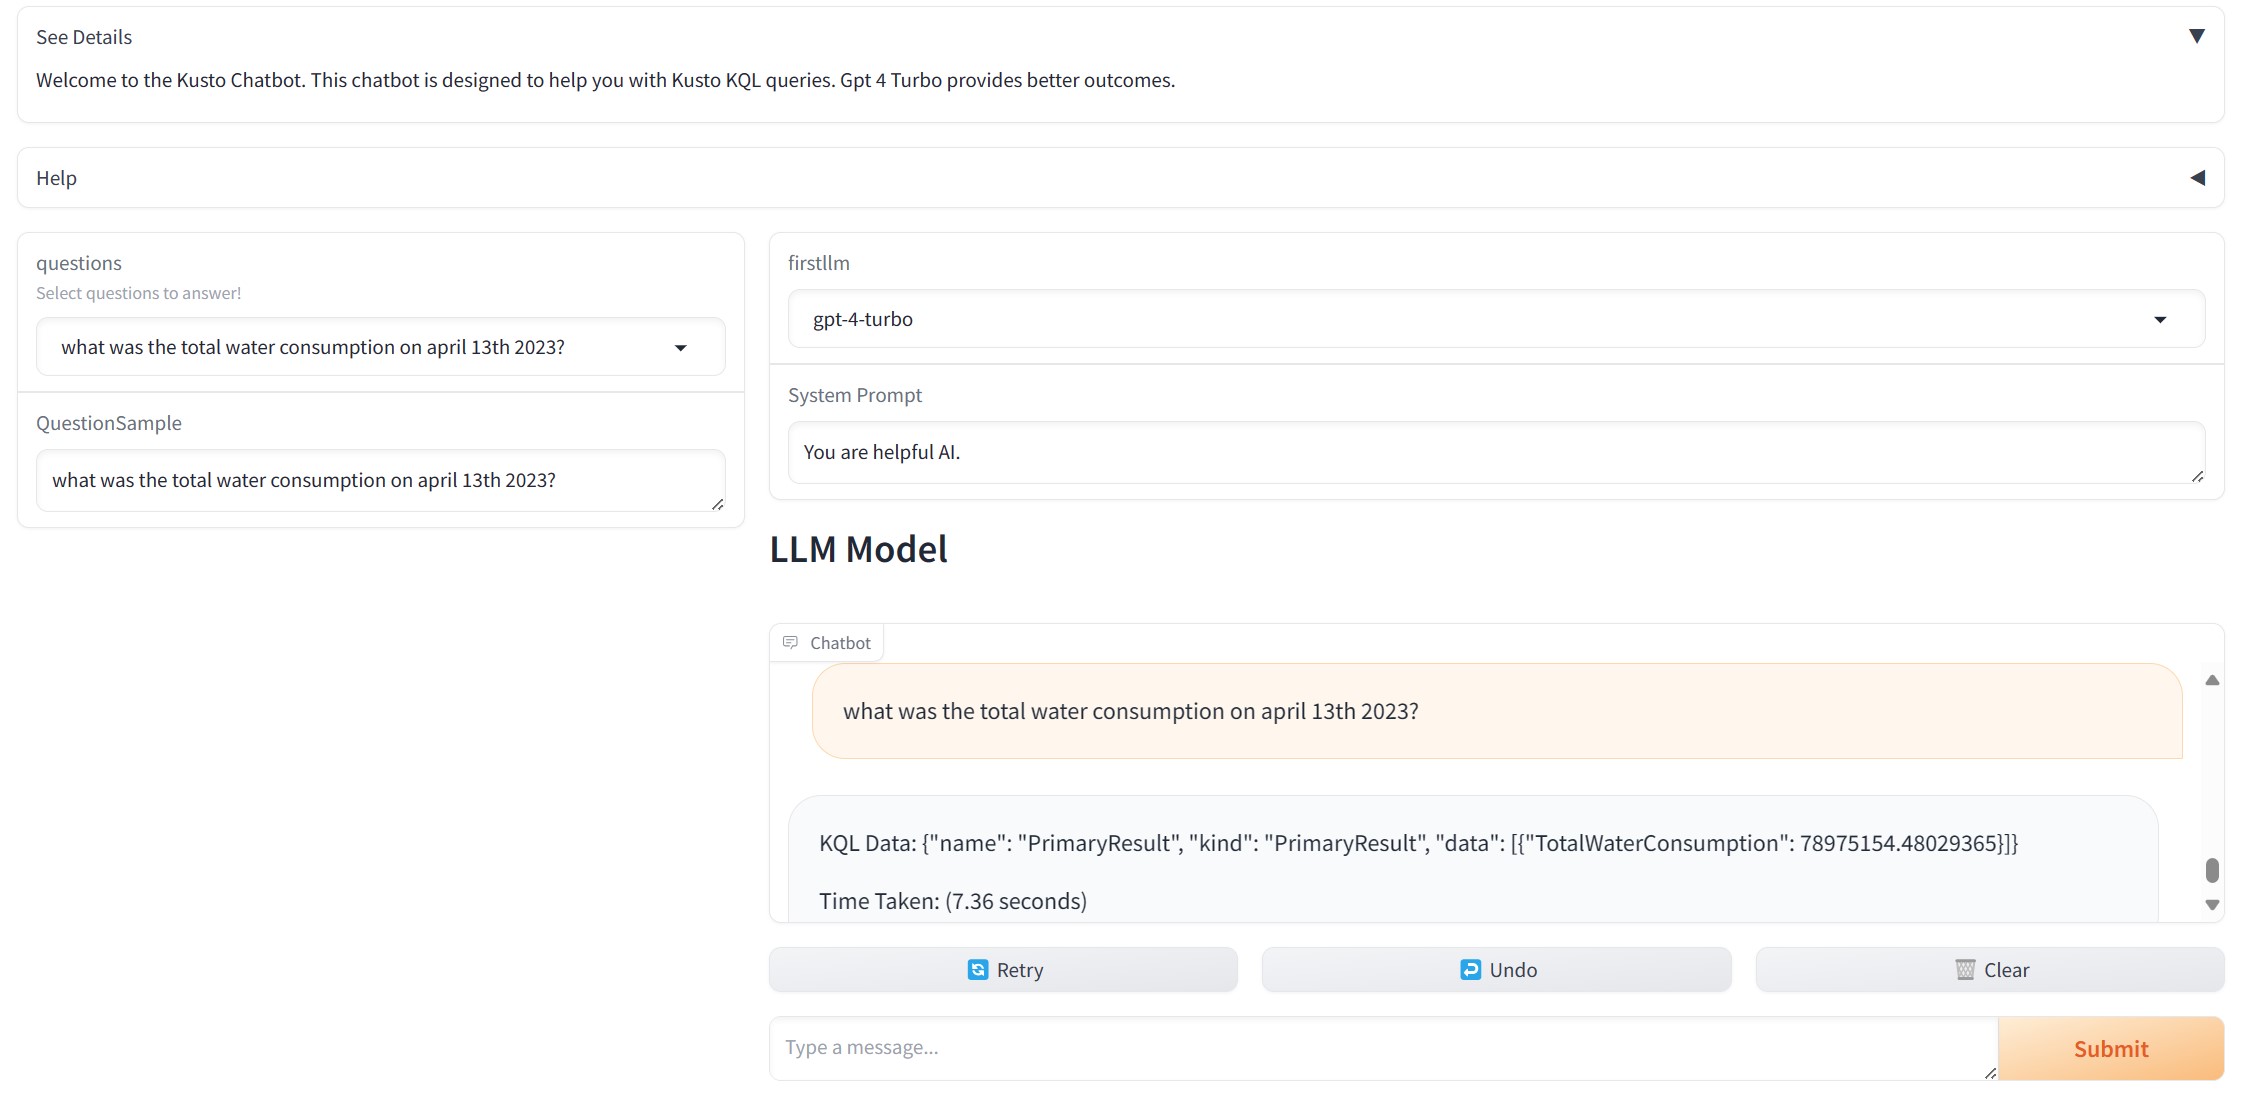 See Details
Welcome to the Kusto Chatbot. This chatbot is designed to help you with Kusto KQL queries. Gpt 4 Turbo provides better outcomes.
Help
questions
Select questions to answer!
what was the total water consumption on april 13th 2023?
QuestionSample
what was the total water consumption on april 13th 2023?
firstllm
gpt-4-turbo
System Prompt
You are helpful AI.
LLM Model
Chatbot
what was the total water consumption on april 13th 2023?
KQL Data: {"name": "PrimaryResult", "kind": "PrimaryResult", "data": [{"TotalWaterConsumption": 78975154.48029365}]}
Time Taken: (7.36 seconds)
Retry
Undo
Clear
Type a message...
Submit